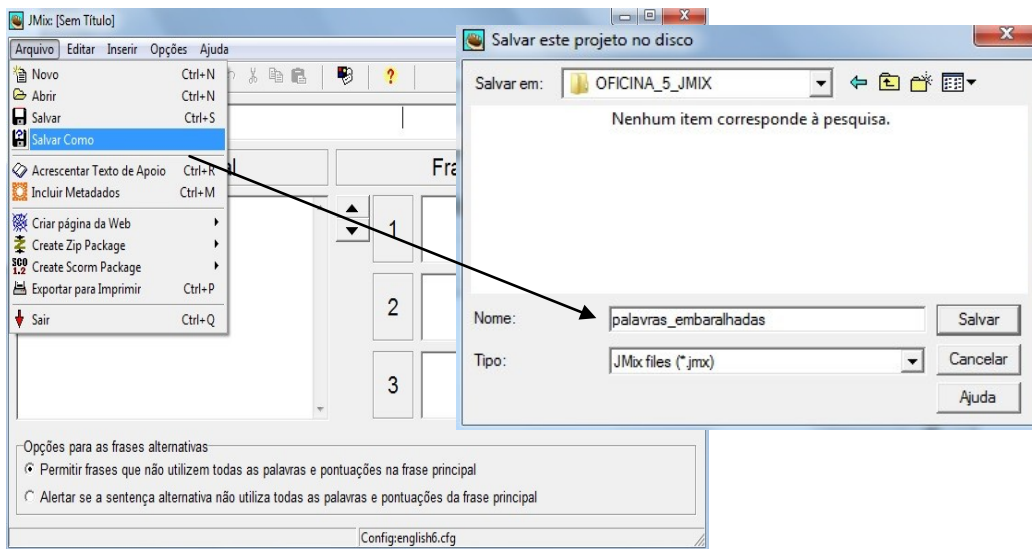 JMix: [Sem Título]
Arquivo Editar Inserir Opções Ajuda
Novo Ctrl+N
Abrir Ctrl+N
Salvar Ctrl+S
Salvar Como
Acrescentar Texto de Apoio Ctrl+R
Incluir Metadados Ctrl+M
Criar página da Web
Create Zip Package
SCO 1.2 Create Scorm Package
Exportar para Imprimir Ctrl+P
Sair Ctrl+Q
1
2
3
Opções para as frases alternativas
Permitir frases que não utilizem todas as palavras e pontuações na frase principal
Alertar se a sentença alternativa não utiliza todas as palavras e pontuações da frase principal
Config:english6.cfg
Salvar este projeto no disco
Salvar em: OFICINA_5_JMIX
Nenhum item corresponde à pesquisa.
Nome: palavras_embaralhadas Salvar
Tipo: JMix files (*.jmx) Cancelar
Ajuda